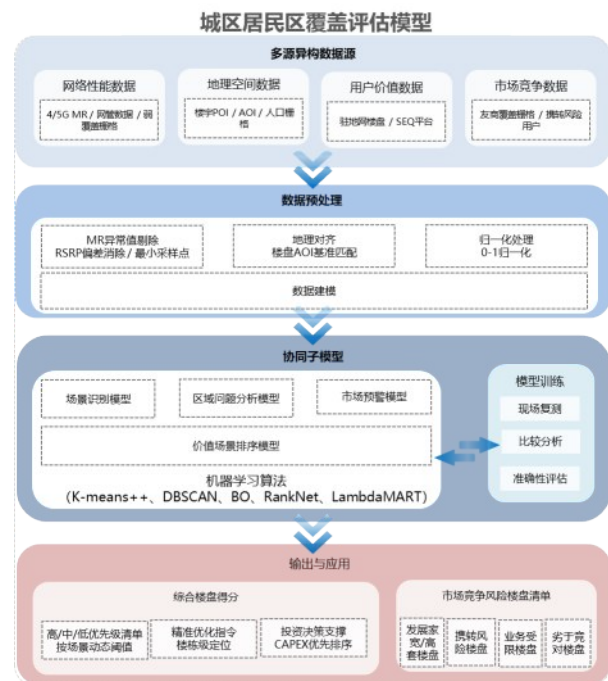 城区居民区覆盖评估模型
多源异构数据源
网络性能数据
4/5G MR / 网管数据 / 弱
覆盖栅格
地理空间数据
楼宇POI / AOI / 人口栅
格
用户价值数据
驻地网楼盘 / SEQ平台
市场竞争数据
友商覆盖栅格 / 携转风险
用户
数据预处理
MR异常值剔除
RSRP偏差消除 / 最小采样点
地理对齐
楼盘AOI基准匹配
归一化处理
0-1归一化
数据建模
协同子模型
场景识别模型
区域问题分析模型
市场预警模型
价值场景排序模型
机器学习算法
（K-means++、DBSCAN、BO、RankNet、LambdaMART）
模型训练
现场复测
比较分析
准确性评估
输出与应用
综合楼盘得分
高/中/低优先级清单
按场景动态阈值
精准优化指令
楼栋级定位
投资决策支撑
CAPEX优先排序
市场竞争风险楼盘清单
发展家
宽/高
套楼盘
携转风
险楼盘
业务受
限楼盘
劣于竞
对楼盘